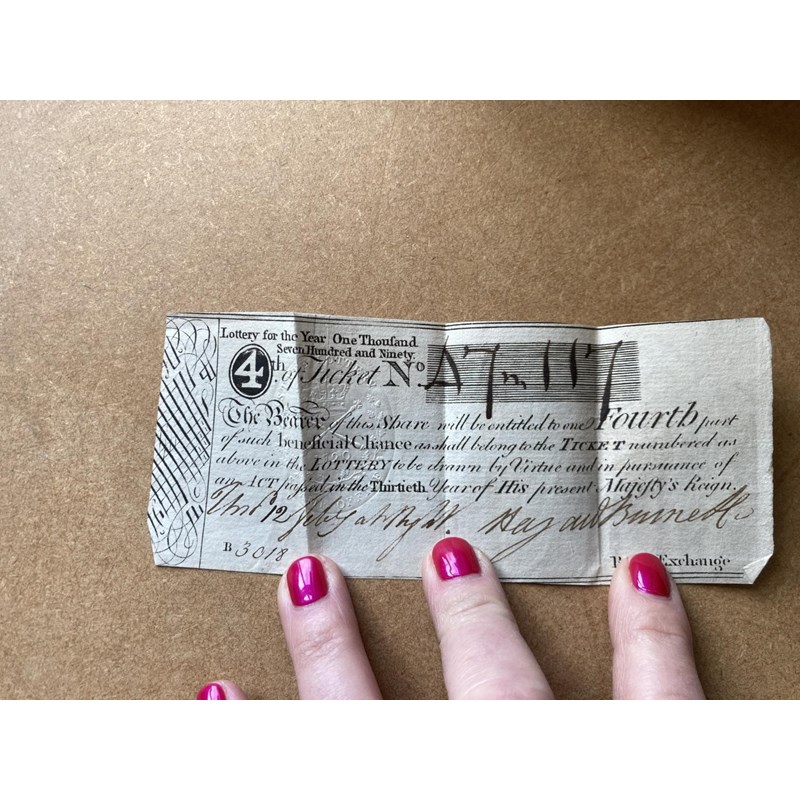 Lottery for the Year One Thousand
Seven Hundred and Ninety.
4th. of Ticket No. 47m,117
The Bearer of this Share will be entitled to one Fourth part
of such beneficial Chance as shall belong to the TICKET numbered as
above in the LOTTERY to be drawn by Virtue and in pursuance of
an ACT passed in the Thirtieth Year of His present Majesty's Reign.
12
B 3018 Exchange